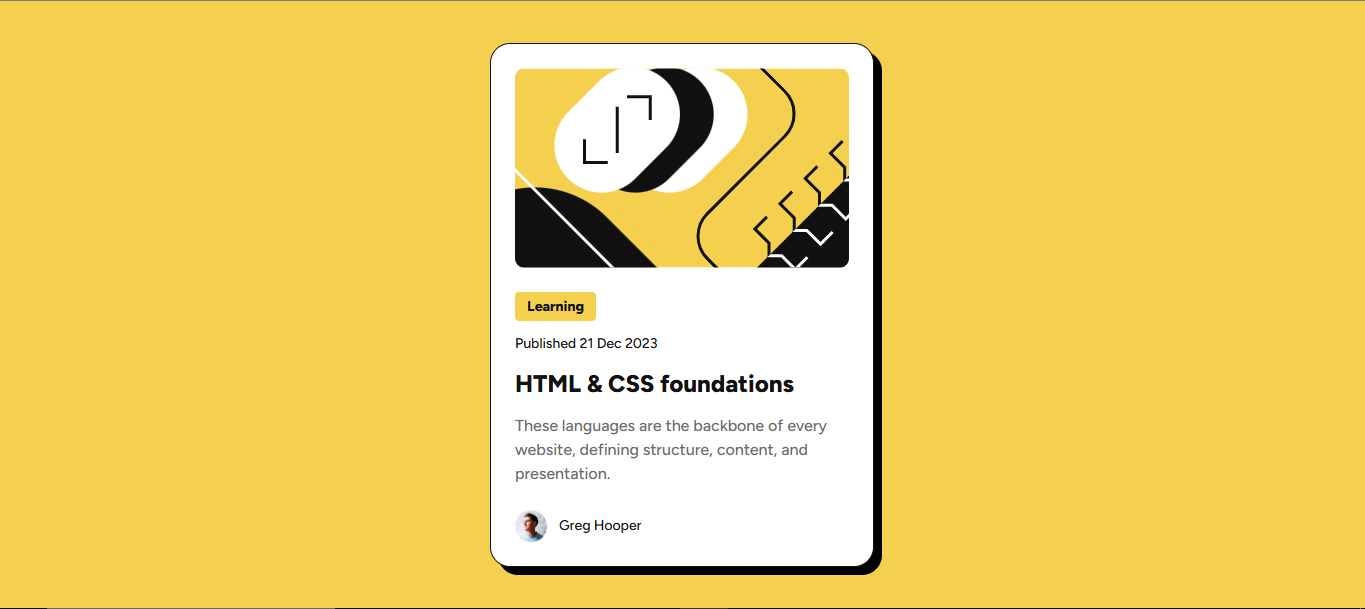 Learning
Published 21 Dec 2023
HTML & CSS foundations
These languages are the backbone of every
website, defining structure, content, and
presentation.
Greg Hooper